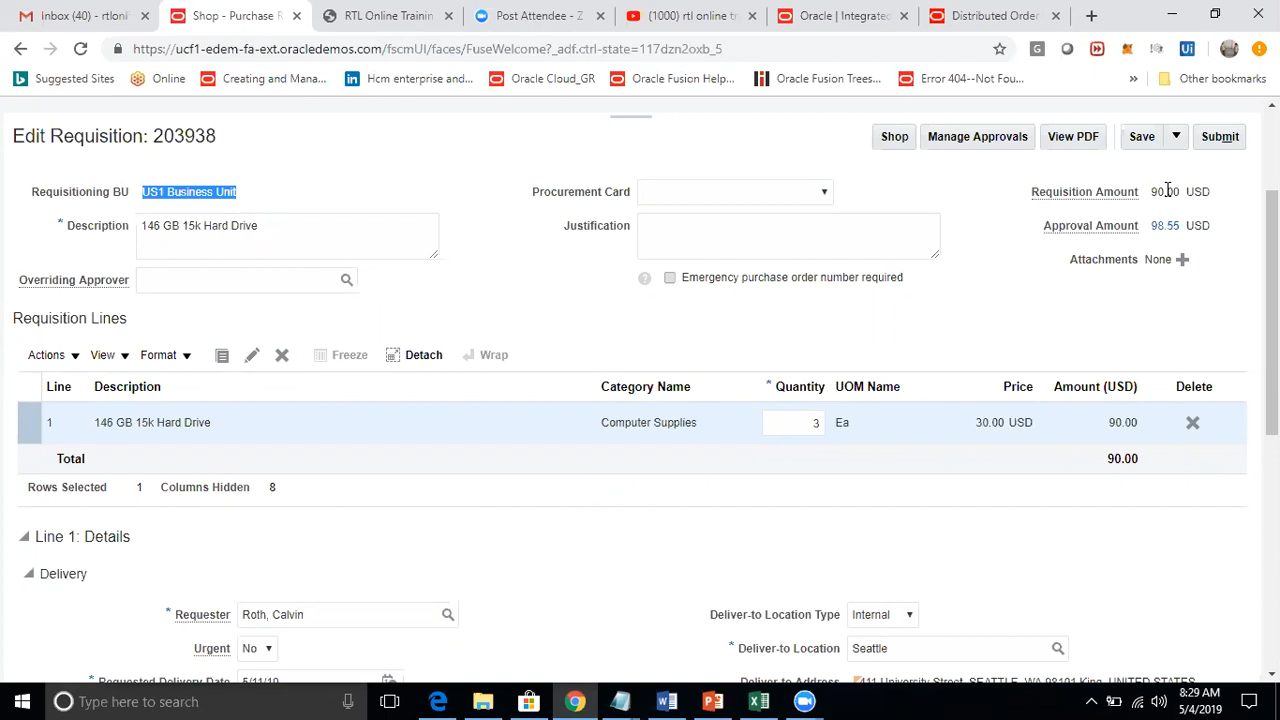 Inbox (40) - rtloni
Shop - Purchase R
RTL Online Training
Post Attendee - Z
(1000) rtl online tr
Oracle | Integrate
Distributed Order
https://ucf1-edem-fa-ext.oracledemos.com/fscmUI/faces/FuseWelcome?_adf.ctrl-state=117dzn2oxb_5
Suggested Sites
Online
Creating and Mana...
Hcm enterprise and...
Oracle Cloud_GR
Oracle Fusion Help...
Oracle Fusion Trees...
Error 404--Not Fou...
Other bookmarks
Edit Requisition: 203938
Shop
Manage Approvals
View PDF
Save
Submit
Requisitioning BU US1 Business Unit
Procurement Card
Requisition Amount 90.00 USD
* Description 146 GB 15k Hard Drive
Justification
Approval Amount 98.55 USD
Attachments None
Overriding Approver
Emergency purchase order number required
Requisition Lines
Actions View Format Freeze Detach Wrap
Line Description Category Name * Quantity UOM Name Price Amount (USD) Delete
1 146 GB 15k Hard Drive Computer Supplies 3 Ea 30.00 USD 90.00
Total 90.00
Rows Selected 1 Columns Hidden 8
Line 1: Details
Delivery
* Requester Roth, Calvin
Deliver-to Location Type Internal
Urgent No
* Deliver-to Location Seattle
* Requested Delivery Date 5/11/19
Deliver-to Address 411 University Street, SEATTLE, WA 98101 King, UNITED STATES
Type here to search
8:29 AM
5/4/2019